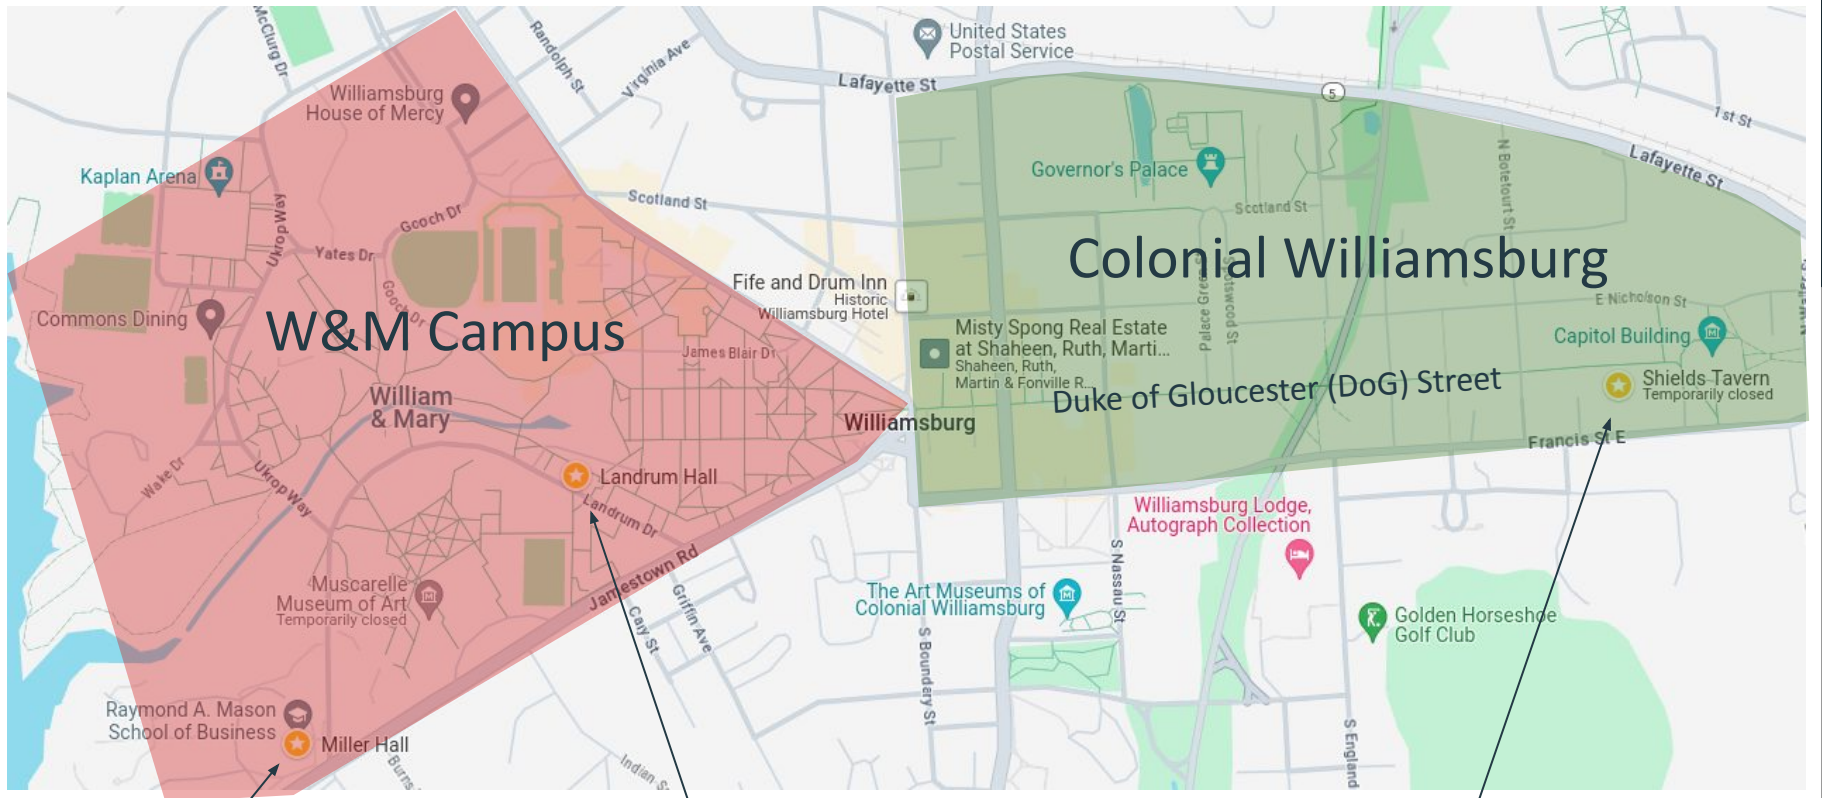 McClurg Dr
Randolph St
Virginia Ave
United States
Postal Service
Lafayette St
5
1st St
Lafayette St
Williamsburg
House of Mercy
Kaplan Arena
Ukrop Way
Gooch Dr
Yates Dr
Gooch Dr
Scotland St
Governor's Palace
Scotland St
N Botetourt St
Colonial Williamsburg
Palace Green St
Spotswood St
E Nicholson St
Fife and Drum Inn
Historic
Williamsburg Hotel
Commons Dining
W&M Campus
James Blair Dr
Misty Spong Real Estate
at Shaheen, Ruth, Marti...
Shaheen, Ruth,
Martin & Fonville R...
Capitol Building
Duke of Gloucester (DoG) Street
Shields Tavern
Temporarily closed
William
& Mary
Williamsburg
Francis St E
Wake Dr
Ukrop Way
Landrum Hall
Landrum Dr
Williamsburg Lodge,
Autograph Collection
Jamestown Rd
S Nassau St
Muscarelle
Museum of Art
Temporarily closed
Cary St
Griffin Ave
The Art Museums of
Colonial Williamsburg
S Boundary St
Golden Horseshoe
Golf Club
Raymond A. Mason
School of Business
Miller Hall
Burns
Indian S
S England